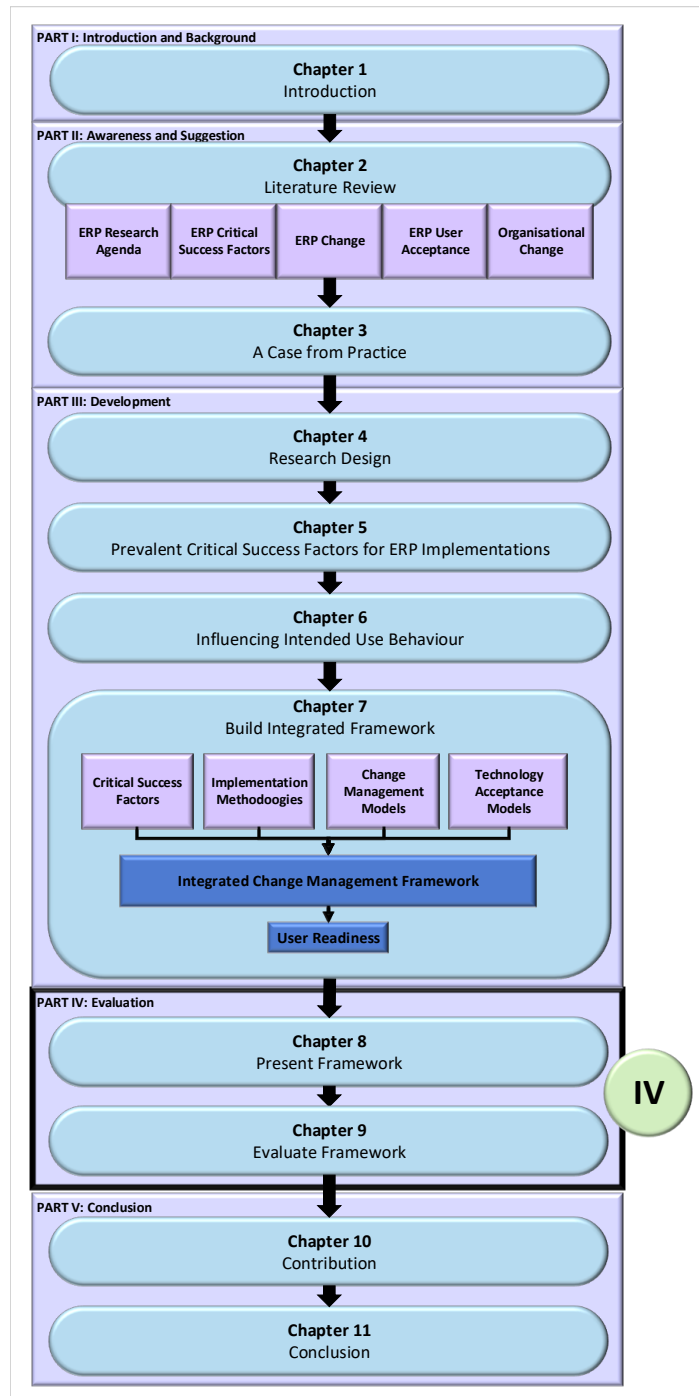 PART I: Introduction and Background
Chapter 1
Introduction
PART II: Awareness and Suggestion
Chapter 2
Literature Review
ERP Research
Agenda
ERP Critical
Success Factors
ERP Change
ERP User
Acceptance
Organisational
Change
Chapter 3
A Case from Practice
PART III: Development
Chapter 4
Research Design
Chapter 5
Prevalent Critical Success Factors for ERP Implementations
Chapter 6
Influencing Intended Use Behaviour
Chapter 7
Build Integrated Framework
Critical Success
Factors
Implementation
Methodoogies
Change
Management
Models
Technology
Acceptance
Models
Integrated Change Management Framework
User Readiness
PART IV: Evaluation
Chapter 8
Present Framework
IV
Chapter 9
Evaluate Framework
PART V: Conclusion
Chapter 10
Contribution
Chapter 11
Conclusion